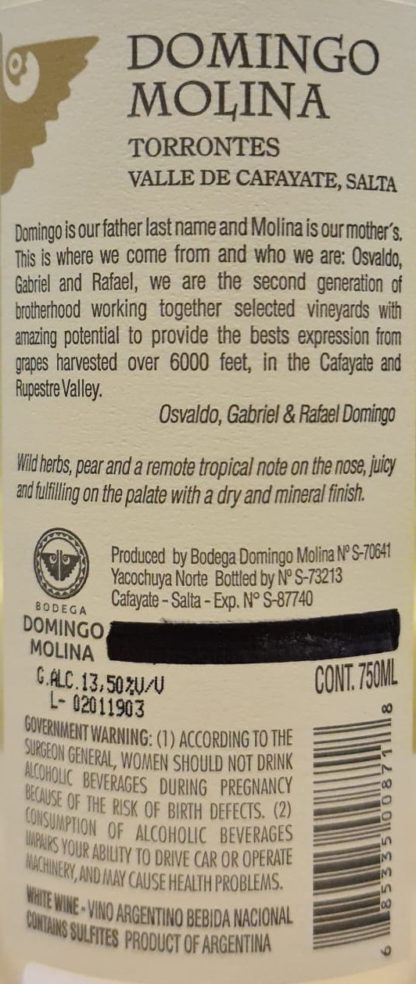 DOMINGO
MOLINA
TORRONTES
VALLE DE CAFAYATE, SALTA
Domingo is our father last name and Molina is our mother's.
This is where we come from and who we are: Osvaldo,
Gabriel and Rafael, we are the second generation of
brotherhood working together selected vineyards with
amazing potential to provide the bests expression from
grapes harvested over 6000 feet, in the Cafayate and
Rupestre Valley.
Osvaldo, Gabriel & Rafael Domingo
Wild herbs, pear and a remote tropical note on the nose, juicy
and fulfilling on the palate with a dry and mineral finish.
Produced by Bodega Domingo Molina Nº S-70641
Yacochuya Norte Bottled by Nº S-73213
Cafayate - Salta - Exp. Nº S-87740
BODEGA
DOMINGO
MOLINA
CONT. 750ML
G.ALC.13,50%V/V
L- 02011903
GOVERNMENT WARNING: (1) ACCORDING TO THE
SURGEON GENERAL, WOMEN SHOULD NOT DRINK
ALCOHOLIC BEVERAGES DURING PREGNANCY
BECAUSE OF THE RISK OF BIRTH DEFECTS. (2)
CONSUMPTION OF ALCOHOLIC BEVERAGES
IMPAIRS YOUR ABILITY TO DRIVE CAR OR OPERATE
MACHINERY, AND MAY CAUSE HEALTH PROBLEMS.
WHITE WINE - VINO ARGENTINO BEBIDA NACIONAL
CONTAINS SULFITES PRODUCT OF ARGENTINA
6 85335 00871 8